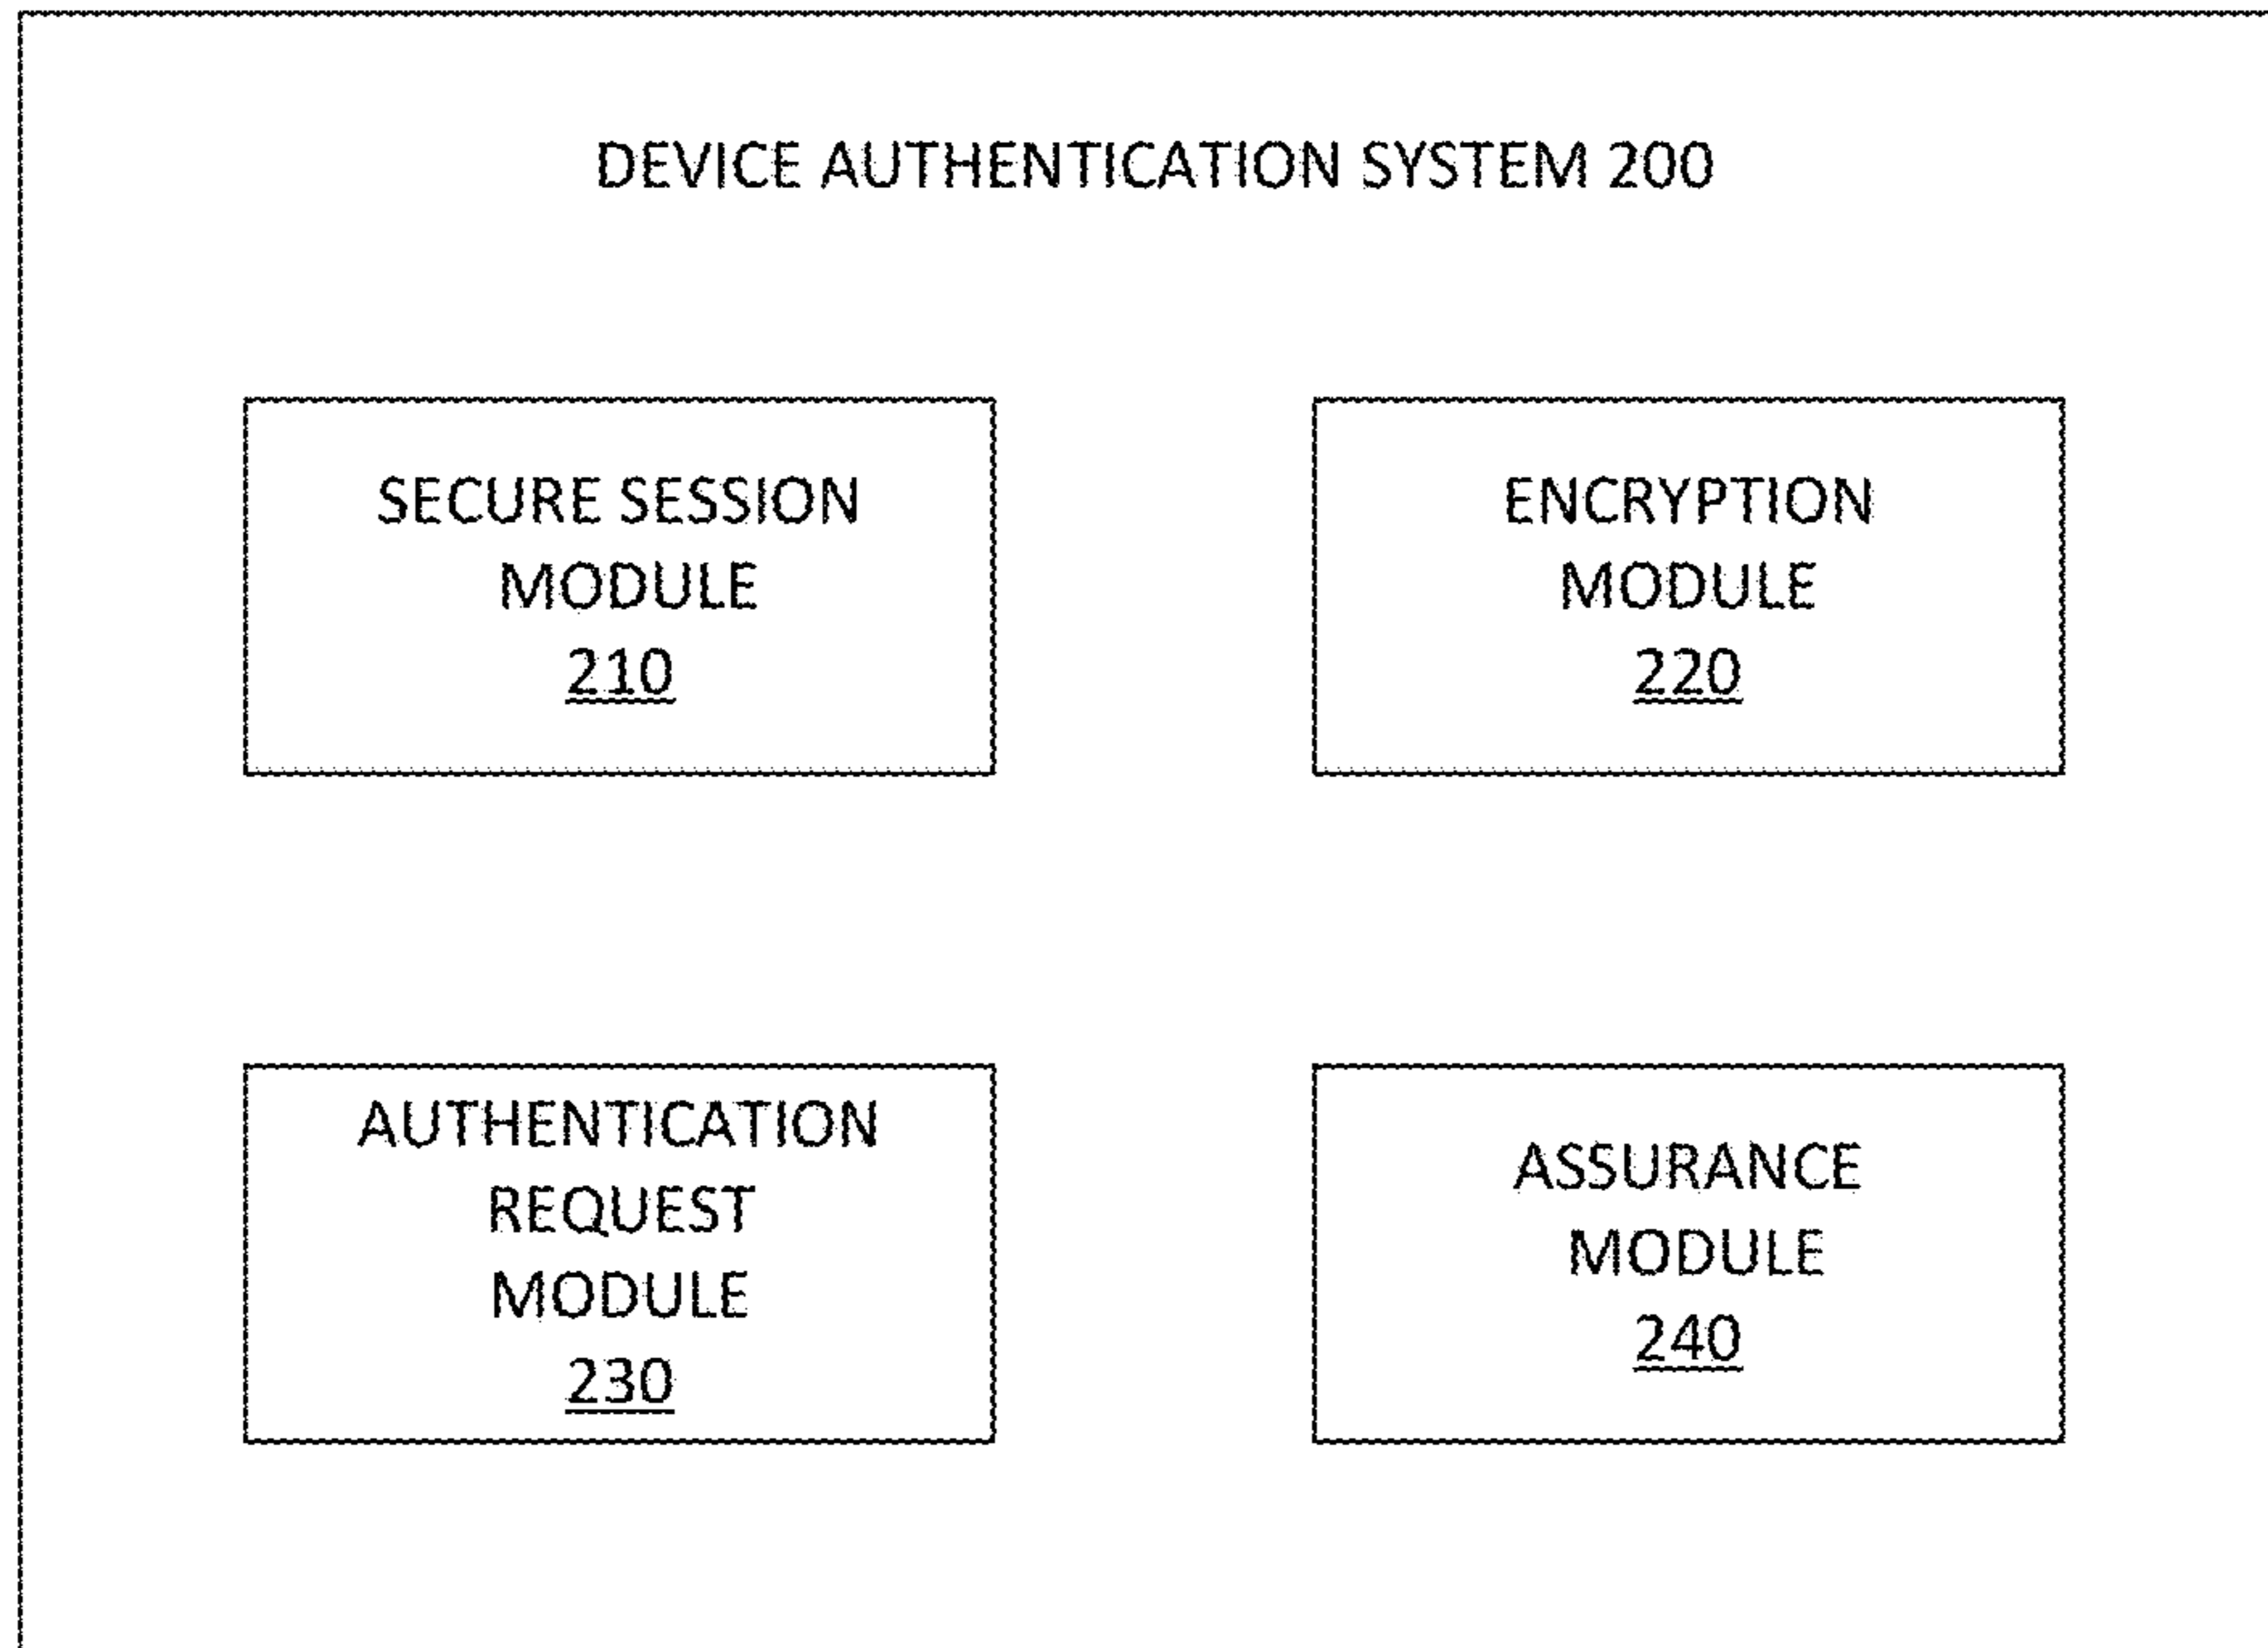 DEVICE AUTHENTICATION SYSTEM 200
SECURE SESSION
MODULE
210
ENCRYPTION
MODULE
220
AUTHENTICATION
REQUEST
MODULE
230
ASSURANCE
MODULE
240